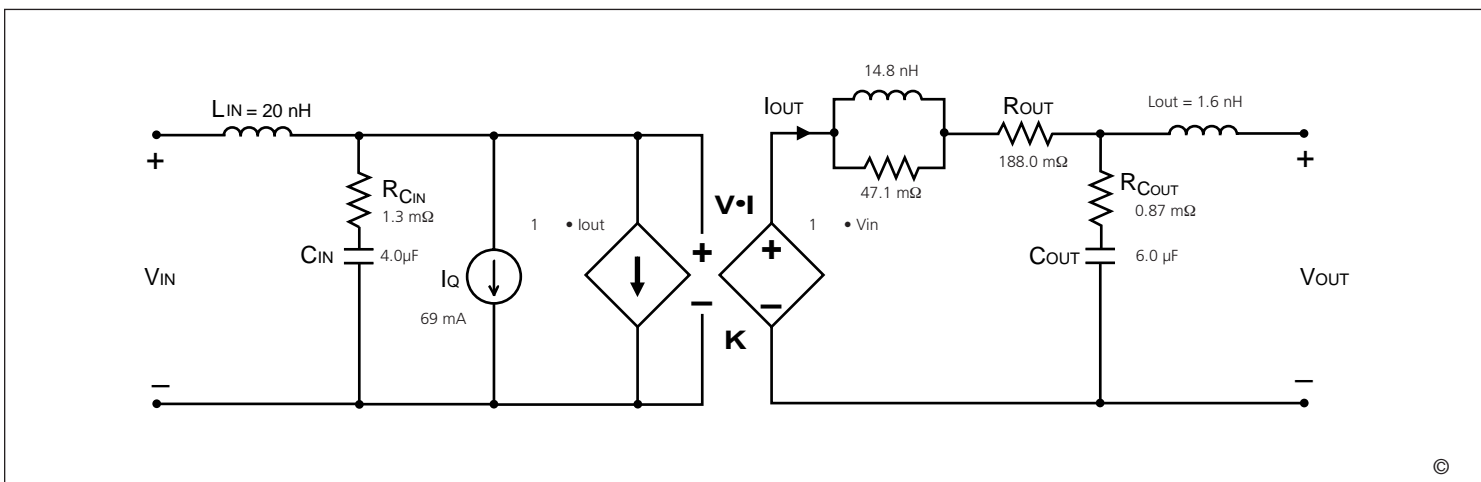 LIN = 20 nH
+
−
VIN
RCIN
1.3 mΩ
CIN
4.0µF
IQ
69 mA
1 • Iout
+
−
V•I
K
1 • Vin
+
−
IOUT
14.8 nH
47.1 mΩ
ROUT
188.0 mΩ
RCOUT
0.87 mΩ
COUT
6.0 µF
Lout = 1.6 nH
+
−
VOUT
©